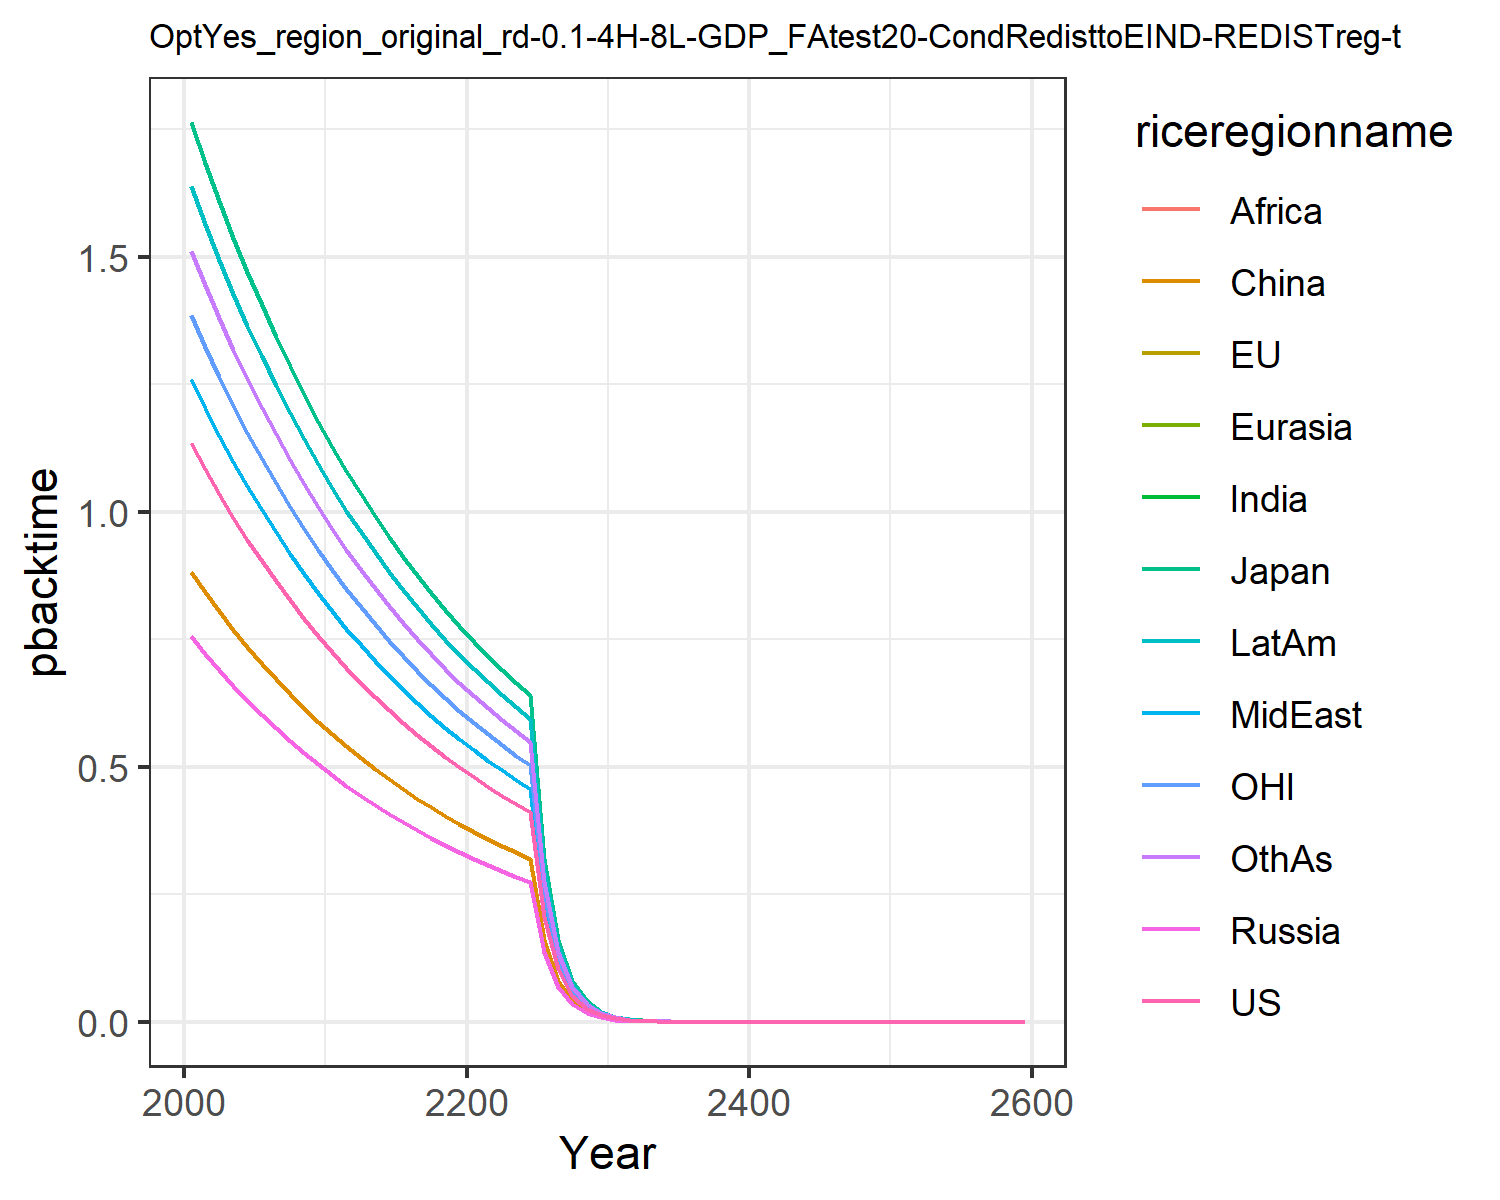 OptYes_region_original_rd-0.1-4H-8L-GDP_FAtest20-CondRedisttoEIND-REDISTreg-t
riceregionname
Africa
China
EU
Eurasia
India
Japan
LatAm
MidEast
OHI
OthAs
Russia
US
pbacktime
1.5
1.0
0.5
0.0
2000 2200 2400 2600
Year